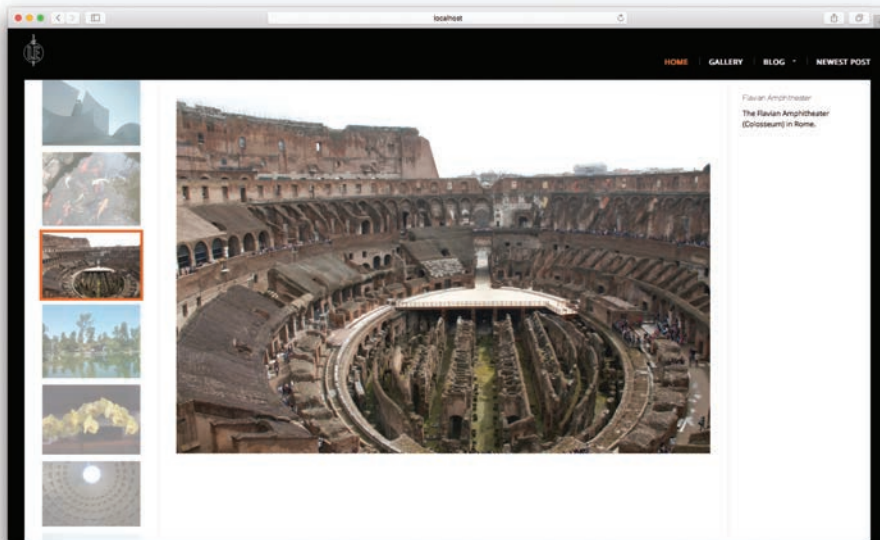 localhost
HOME GALLERY BLOG NEWEST POST
Flavian Amphitheater
The Flavian Amphitheater
(Colosseum) in Rome.